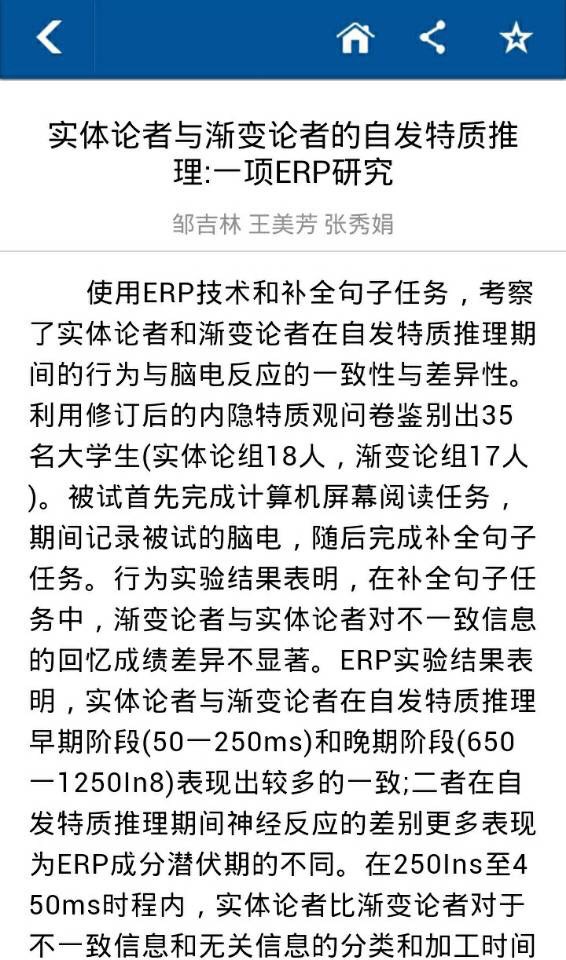 实体论者与渐变论者的自发特质推
理:一项ERP研究
邹吉林 王美芳 张秀娟
使用ERP技术和补全句子任务，考察
了实体论者和渐变论者在自发特质推理期
间的行为与脑电反应的一致性与差异性。
利用修订后的内隐特质观问卷鉴别出35
名大学生(实体论组18人，渐变论组17人
)。被试首先完成计算机屏幕阅读任务，
期间记录被试的脑电，随后完成补全句子
任务。行为实验结果表明，在补全句子任
务中，渐变论者与实体论者对不一致信息
的回忆成绩差异不显著。ERP实验结果表
明，实体论者与渐变论者在自发特质推理
早期阶段(50一250ms)和晚期阶段(650
一1250In8)表现出较多的一致;二者在自
发特质推理期间神经反应的差别更多表现
为ERP成分潜伏期的不同。在250Ins至4
50ms时程内，实体论者比渐变论者对于
不一致信息和无关信息的分类和加工时间